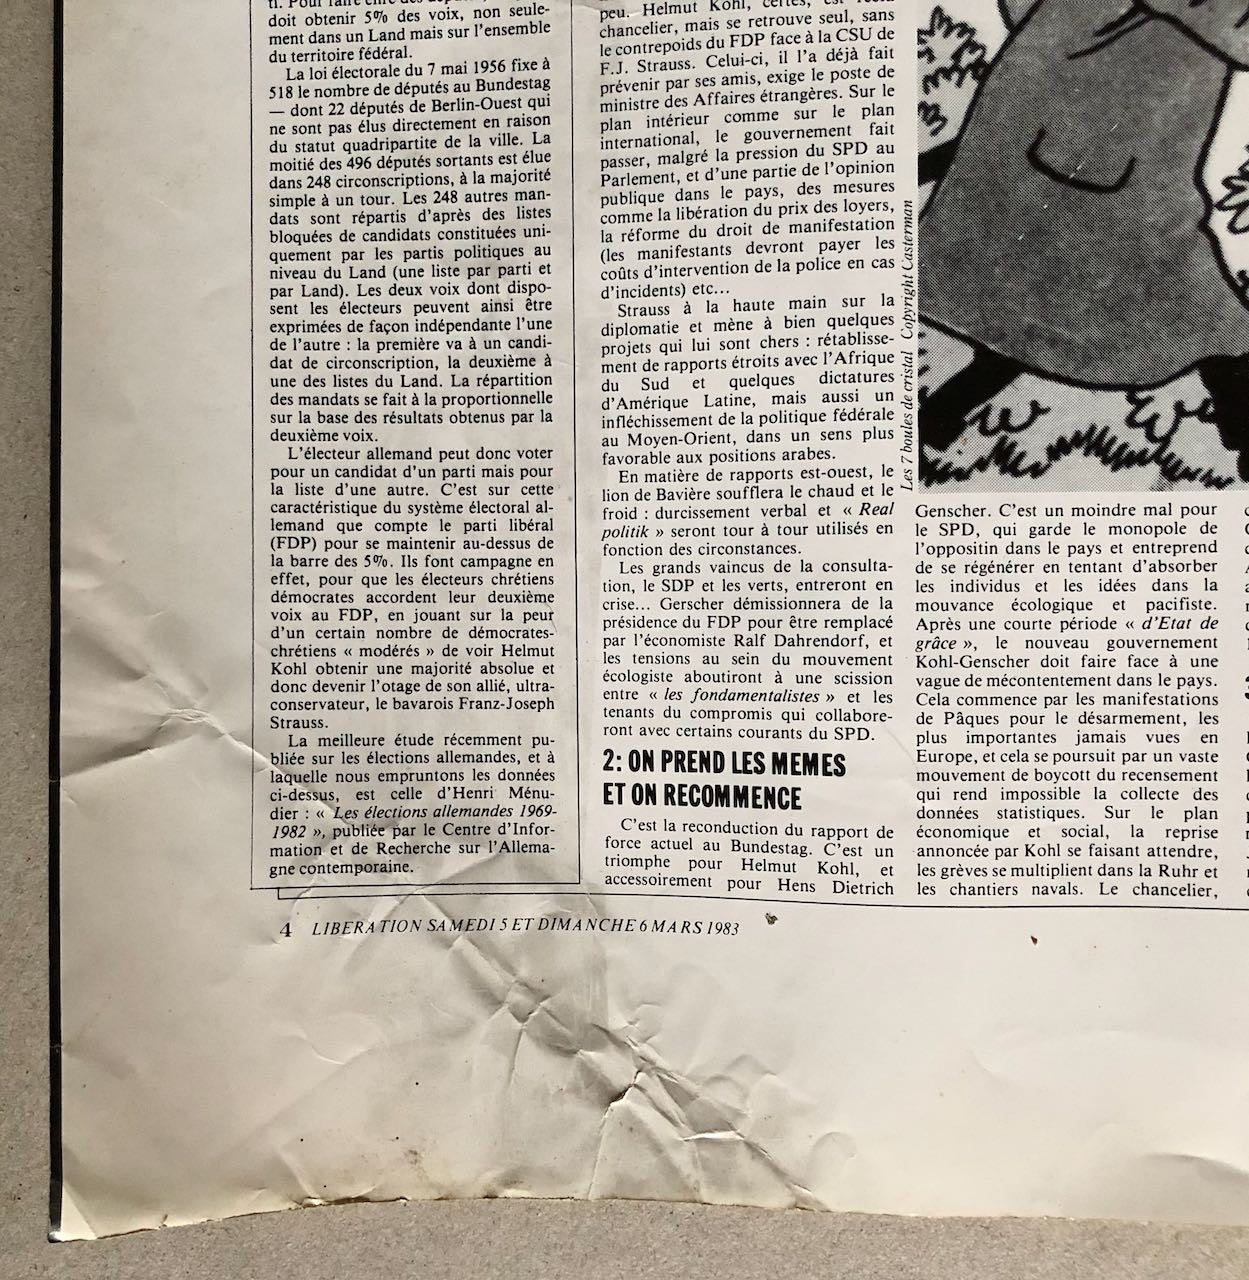 doit obtenir 5% des voix, non seule-
ment dans un Land mais sur l'ensemble
du territoire fédéral.
La loi électorale du 7 mai 1956 fixe à
518 le nombre de députés au Bundestag
— dont 22 députés de Berlin-Ouest qui
ne sont pas élus directement en raison
du statut quadripartite de la ville. La
moitié des 496 députés sortants est élue
dans 248 circonscriptions, à la majorité
simple à un tour. Les 248 autres man-
dats sont répartis d'après des listes
bloquées de candidats constituées uni-
quement par les partis politiques au
niveau du Land (une liste par parti et
par Land). Les deux voix dont dispo-
sent les électeurs peuvent ainsi être
exprimées de façon indépendante l'une
de l'autre : la première va à un candi-
dat de circonscription, la deuxième à
une des listes du Land. La répartition
des mandats se fait à la proportionnelle
sur la base des résultats obtenus par la
deuxième voix.
L'électeur allemand peut donc voter
pour un candidat d'un parti mais pour
la liste d'une autre. C'est sur cette
caractéristique du système électoral al-
lemand que compte le parti libéral
(FDP) pour se maintenir au-dessus de
la barre des 5%. Ils font campagne en
effet, pour que les électeurs chrétiens
démocrates accordent leur deuxième
voix au FDP, en jouant sur la peur
d'un certain nombre de démocrates-
chrétiens « modérés » de voir Helmut
Kohl obtenir une majorité absolue et
donc devenir l'otage de son allié, ultra-
conservateur, le bavarois Franz-Joseph
Strauss.
La meilleure étude récemment pu-
bliée sur les élections allemandes, et à
laquelle nous empruntons les données
ci-dessus, est celle d'Henri Ménu-
dier : « Les élections allemandes 1969-
1982 », publiée par le Centre d'Infor-
mation et de Recherche sur l'Allema-
gne contemporaine.
peu. Helmut Kohl, certes, est
chancelier, mais se retrouve seul, sans
le contrepoids du FDP face à la CSU de
F.J. Strauss. Celui-ci, il l'a déjà fait
prévenir par ses amis, exige le poste de
ministre des Affaires étrangères. Sur le
plan intérieur comme sur le plan
international, le gouvernement fait
passer, malgré la pression du SPD au
Parlement, et d'une partie de l'opinion
publique dans le pays, des mesures
comme la libération du prix des loyers,
la réforme du droit de manifestation
(les manifestants devront payer les
coûts d'intervention de la police en cas
d'incidents) etc...
Strauss à la haute main sur la
diplomatie et mène à bien quelques
projets qui lui sont chers : rétablisse-
ment de rapports étroits avec l'Afrique
du Sud et quelques dictatures
d'Amérique Latine, mais aussi un
infléchissement de la politique fédérale
au Moyen-Orient, dans un sens plus
favorable aux positions arabes.
En matière de rapports est-ouest, le
lion de Bavière soufflera le chaud et le
froid : durcissement verbal et « Real
politik » seront tour à tour utilisés en
fonction des circonstances.
Les grands vaincus de la consulta-
tion, le SDP et les verts, entreront en
crise... Gerscher démissionnera de la
présidence du FDP pour être remplacé
par l'économiste Ralf Dahrendorf, et
les tensions au sein du mouvement
écologiste aboutiront à une scission
entre « les fondamentalistes » et les
tenants du compromis qui collabore-
ront avec certains courants du SPD.
2: ON PREND LES MEMES
ET ON RECOMMENCE
C'est la reconduction du rapport de
force actuel au Bundestag. C'est un
triomphe pour Helmut Kohl, et
accessoirement pour Hens Dietrich
Les 7 boules de cristal Copyright Casterman
Genscher. C'est un moindre mal pour
le SPD, qui garde le monopole de
l'oppositin dans le pays et entreprend
de se régénérer en tentant d'absorber
les individus et les idées dans la
mouvance écologique et pacifiste.
Après une courte période « d'Etat de
grâce », le nouveau gouvernement
Kohl-Genscher doit faire face à une
vague de mécontentement dans le pays.
Cela commence par les manifestations
de Pâques pour le désarmement, les
plus importantes jamais vues en
Europe, et cela se poursuit par un vaste
mouvement de boycott du recensement
qui rend impossible la collecte des
données statistiques. Sur le plan
économique et social, la reprise
annoncée par Kohl se faisant attendre,
les grèves se multiplient dans la Ruhr et
les chantiers navals. Le chancelier,
4 LIBERATION SAMEDI 5 ET DIMANCHE 6 MARS 1983